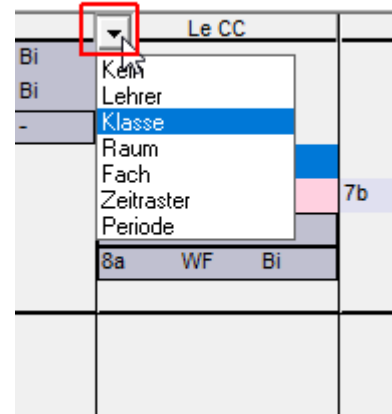 Le CC
Bi
Bi
-
Kein
Lehrer
Klasse
Raum
Fach
Zeitraster
Periode
7b
8a WF Bi